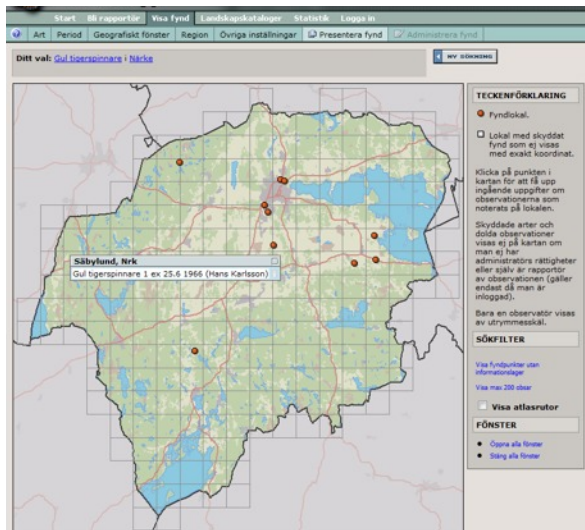 Start Bli rapportör Visa fynd Landskapskataloger Statistik Logga in
Art Period Geografiskt fönster Region Övriga inställningar Presentera fynd Administrera fynd
Ditt val: Gul tigerspinnare i Närke
NY SÖKNING
Säbylund, Nrk
Gul tigerspinnare 1 ex 25.6 1966 (Hans Karlsson)
TECKENFÖRKLARING
Fyndlokal.
Lokal med skyddat
fynd som ej visas
med exakt koordinat.
Klicka på punkten i
kartan för att få upp
ingående uppgifter om
observationerna som
noterats på lokalen.
Skyddade arter och
dolda observationer
visas ej på kartan om
man ej har
administratörs rättigheter
eller själv är rapportör
av observationen (gäller
endast då man är
inloggad).
Bara en observatör visas
av utrymmesskäl.
SÖKFILTER
Visa fyndpunkter utan
informationslager
Visa max 200 obsar
Visa atlasrutor
FÖNSTER
Öppna alla fönster
Stäng alla fönster